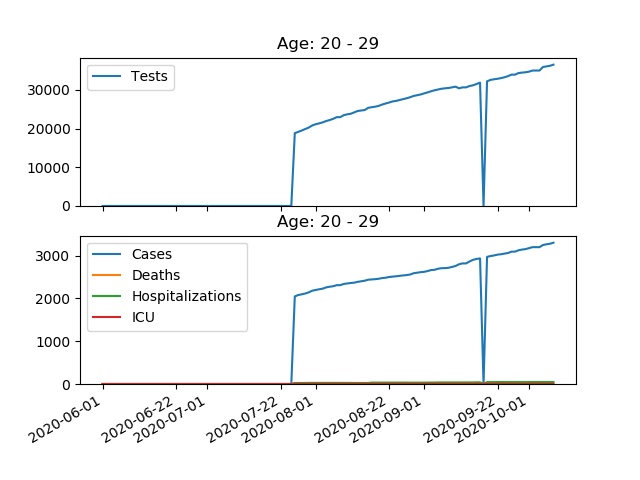 Age: 20 - 29
Tests
30000
20000
10000
0
Age: 20 - 29
Cases
Deaths
Hospitalizations
ICU
3000
2000
1000
0
2020-06-01
2020-06-22
2020-07-01
2020-07-22
2020-08-01
2020-08-22
2020-09-01
2020-09-22
2020-10-01